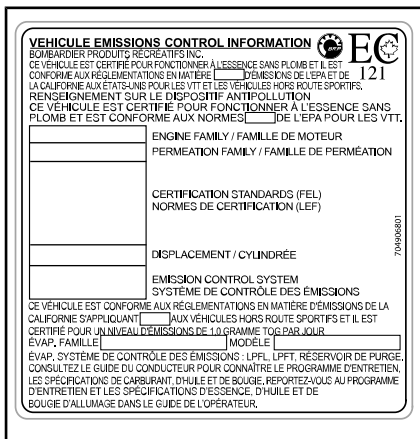 VEHICULE EMISSIONS CONTROL INFORMATION
BOMBARDIER PRODUITS RÉCRÉATIFS INC.
CE VÉHICULE EST CERTIFIÉ POUR FONCTIONNER À L'ESSENCE SANS PLOMB ET IL EST
CONFORME AUX RÉGLEMENTATIONS EN MATIÈRE D'ÉMISSIONS DE L'EPA ET DE
LA CALIFORNIE AUX ÉTATS-UNIS POUR LES VTT ET LES VÉHICULES HORS ROUTE SPORTIFS.
BRP
EC
121
RENSEIGNEMENT SUR LE DISPOSITIF ANTIPOLLUTION
CE VÉHICULE EST CERTIFIÉ POUR FONCTIONNER À L'ESSENCE SANS
PLOMB ET EST CONFORME AUX NORMES DE L'EPA POUR LES VTT.
ENGINE FAMILY / FAMILLE DE MOTEUR
PERMEATION FAMILY / FAMILLE DE PERMÉATION
CERTIFICATION STANDARDS (FEL)
NORMES DE CERTIFICATION (LEF)
DISPLACEMENT / CYLINDRÉE
EMISSION CONTROL SYSTEM
SYSTÈME DE CONTRÔLE DES ÉMISSIONS
704906801
CE VÉHICULE EST CONFORME AUX RÉGLEMENTATIONS EN MATIÈRE D'ÉMISSIONS DE LA
CALIFORNIE S'APPLIQUANT AUX VÉHICULES HORS ROUTE SPORTIFS ET IL EST
CERTIFIÉ POUR UN NIVEAU D'ÉMISSIONS DE 1,0 GRAMME TOG PAR JOUR
ÉVAP. FAMILLE MODÈLE
ÉVAP. SYSTÈME DE CONTRÔLE DES ÉMISSIONS : LPFL, LPFT, RÉSERVOIR DE PURGE.
CONSULTEZ LE GUIDE DU CONDUCTEUR POUR CONNAÎTRE LE PROGRAMME D'ENTRETIEN,
LES SPÉCIFICATIONS DE CARBURANT, D'HUILE ET DE BOUGIE, REPORTEZ-VOUS AU PROGRAMME
D'ENTRETIEN ET LES SPÉCIFICATIONS D'ESSENCE, D'HUILE ET DE
BOUGIE D'ALLUMAGE DANS LE GUIDE DE L'OPÉRATEUR.